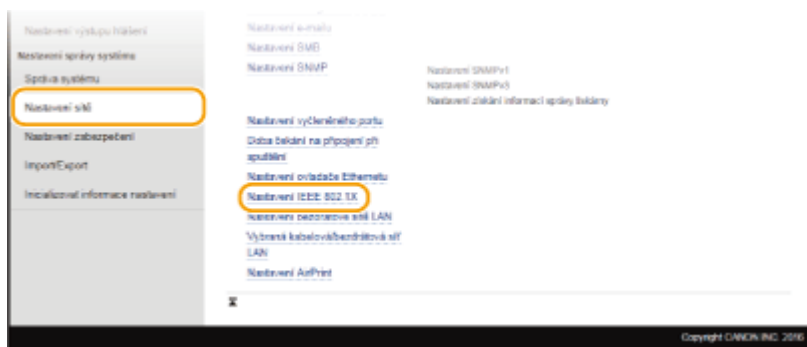 Nastavení výstupu hlášení
Nastavení správy systému
Správa systému
Nastavení sítě
Nastavení zabezpečení
Import/Export
Inicializovat informace nastavení
Nastavení e-mailu
Nastavení SMB
Nastavení SNMP
Nastavení SNMPv1
Nastavení SNMPv3
Nastavení získání informací správy tiskárny
Nastavení vyčleněného portu
Doba čekání na připojení při
spuštění
Nastavení ovladače Ethernetu
Nastavení IEEE 802.1X
Nastavení bezdrátové sítě LAN
Vybraná kabelová/bezdrátová síť
LAN
Nastavení AirPrint
Copyright CANON INC. 2016